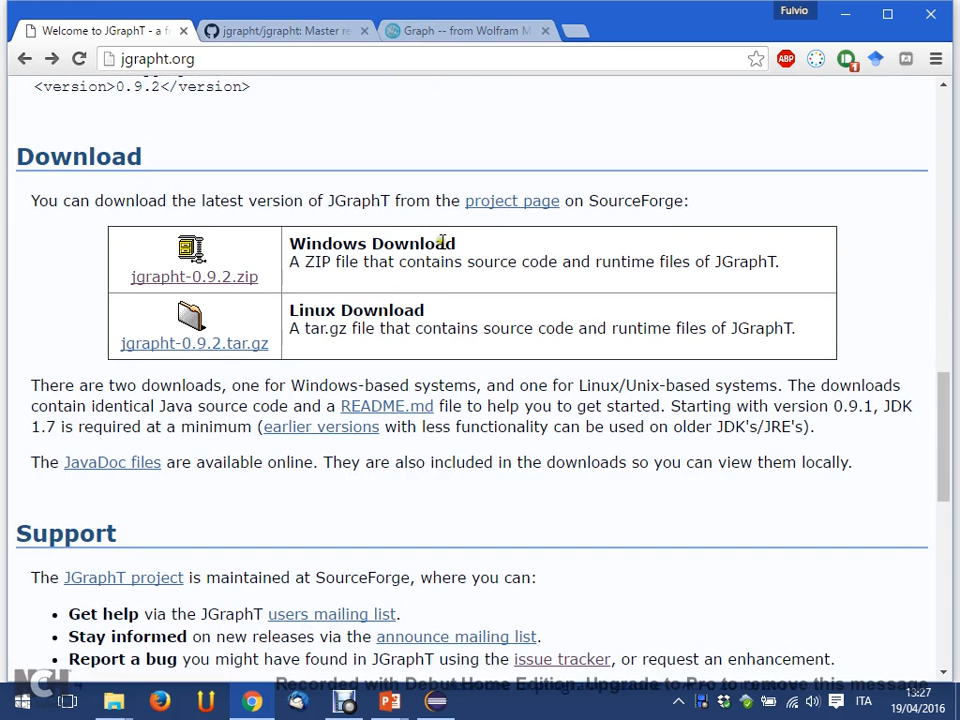 Fulvio
Welcome to JGraphT - a f
jgrapht/jgrapht: Master re
Graph -- from Wolfram M
jgrapht.org
ABP
1
<version>0.9.2</version>
Download
You can download the latest version of JGraphT from the project page on SourceForge:
jgrapht-0.9.2.zip
Windows Download
A ZIP file that contains source code and runtime files of JGraphT.
jgrapht-0.9.2.tar.gz
Linux Download
A tar.gz file that contains source code and runtime files of JGraphT.
There are two downloads, one for Windows-based systems, and one for Linux/Unix-based systems. The downloads
contain identical Java source code and a README.md file to help you to get started. Starting with version 0.9.1, JDK
1.7 is required at a minimum (earlier versions with less functionality can be used on older JDK's/JRE's).
The JavaDoc files are available online. They are also included in the downloads so you can view them locally.
Support
The JGraphT project is maintained at SourceForge, where you can:
• Get help via the JGraphT users mailing list.
• Stay informed on new releases via the announce mailing list.
• Report a bug you might have found in JGraphT using the issue tracker, or request an enhancement.
NCH
Recorded with Debut Home Edition. Upgrade to Pro to remove this message
ITA
13:27
19/04/2016